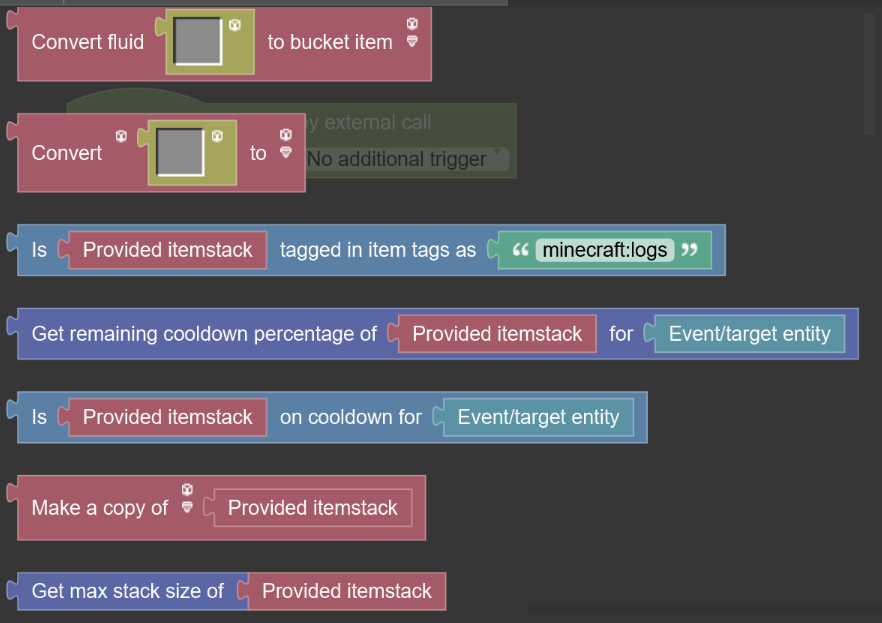 Convert fluid to bucket item
y external call
Convert to
No additional trigger
Is Provided itemstack tagged in item tags as “ minecraft:logs ”
Get remaining cooldown percentage of Provided itemstack for Event/target entity
Is Provided itemstack on cooldown for Event/target entity
Make a copy of Provided itemstack
Get max stack size of Provided itemstack